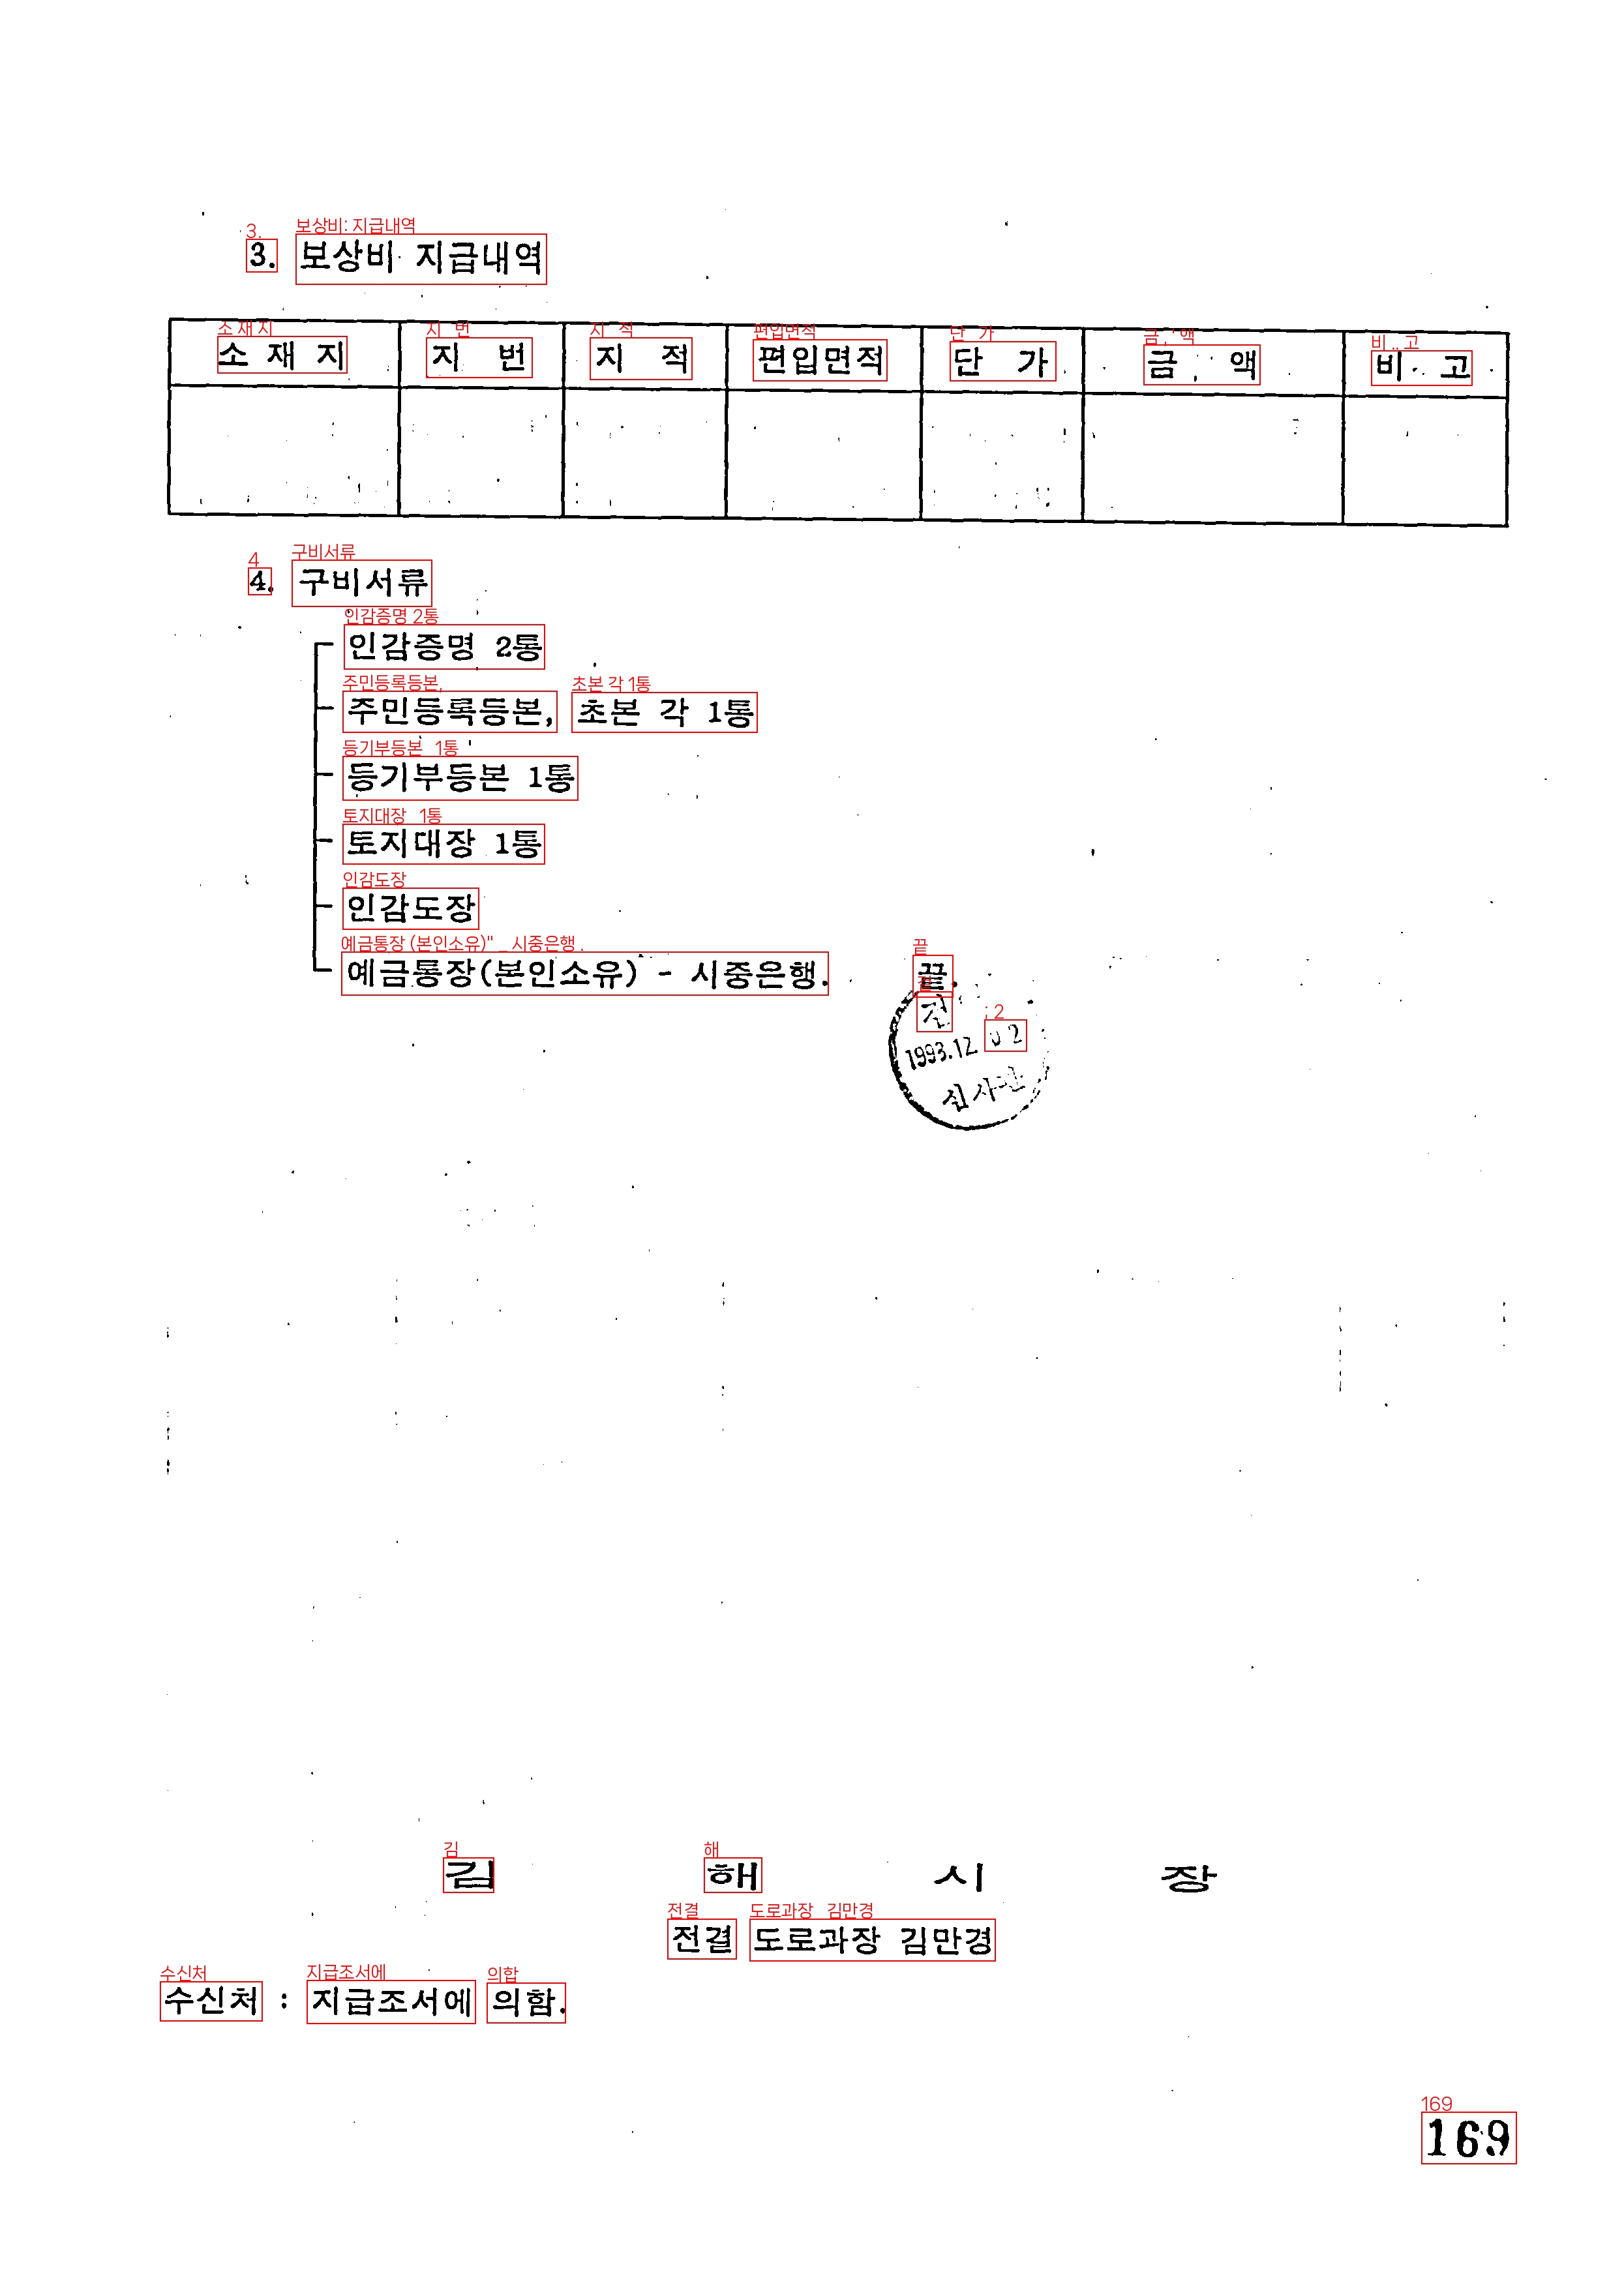 3. 보상비 지급내역
소 재 지 지 번 지 적 편입면적 단 가 금 액 비 고
4. 구비서류
인감증명 2통
주민등록등본, 초본 각 1통
등기부등본 1통
토지대장 1통
인감도장
예금통장(본인소유) - 시중은행. 끝.
1993.12. 02
심사
김 해 시 장
전결 도로과장 김만경
수신처 : 지급조서에 의함.
169